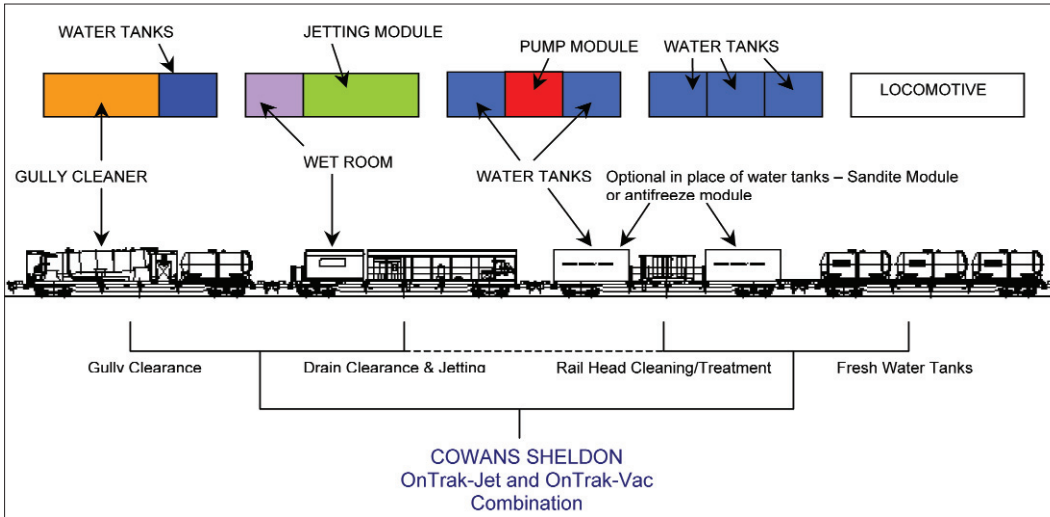 WATER TANKS
JETTING MODULE
PUMP MODULE
WATER TANKS
LOCOMOTIVE
GULLY CLEANER
WET ROOM
WATER TANKS
Optional in place of water tanks – Sandite Module
or antifreeze module
Gully Clearance
Drain Clearance & Jetting
Rail Head Cleaning/Treatment
Fresh Water Tanks
COWANS SHELDON
OnTrak-Jet and OnTrak-Vac
Combination